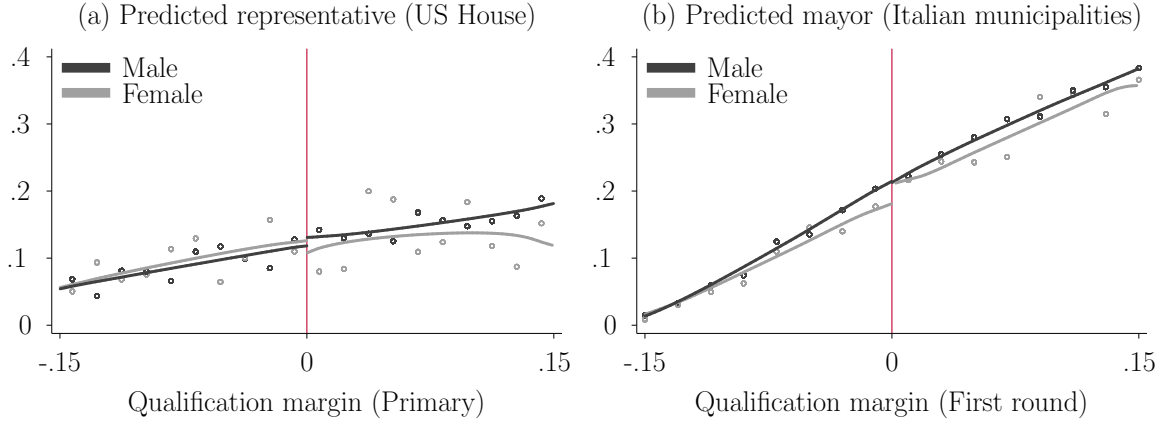 (a) Predicted representative (US House)
.4
.3
.2
.1
0
Male
Female
-.15
0
.15
Qualification margin (Primary)
(b) Predicted mayor (Italian municipalities)
.4
.3
.2
.1
0
Male
Female
-.15
0
.15
Qualification margin (First round)